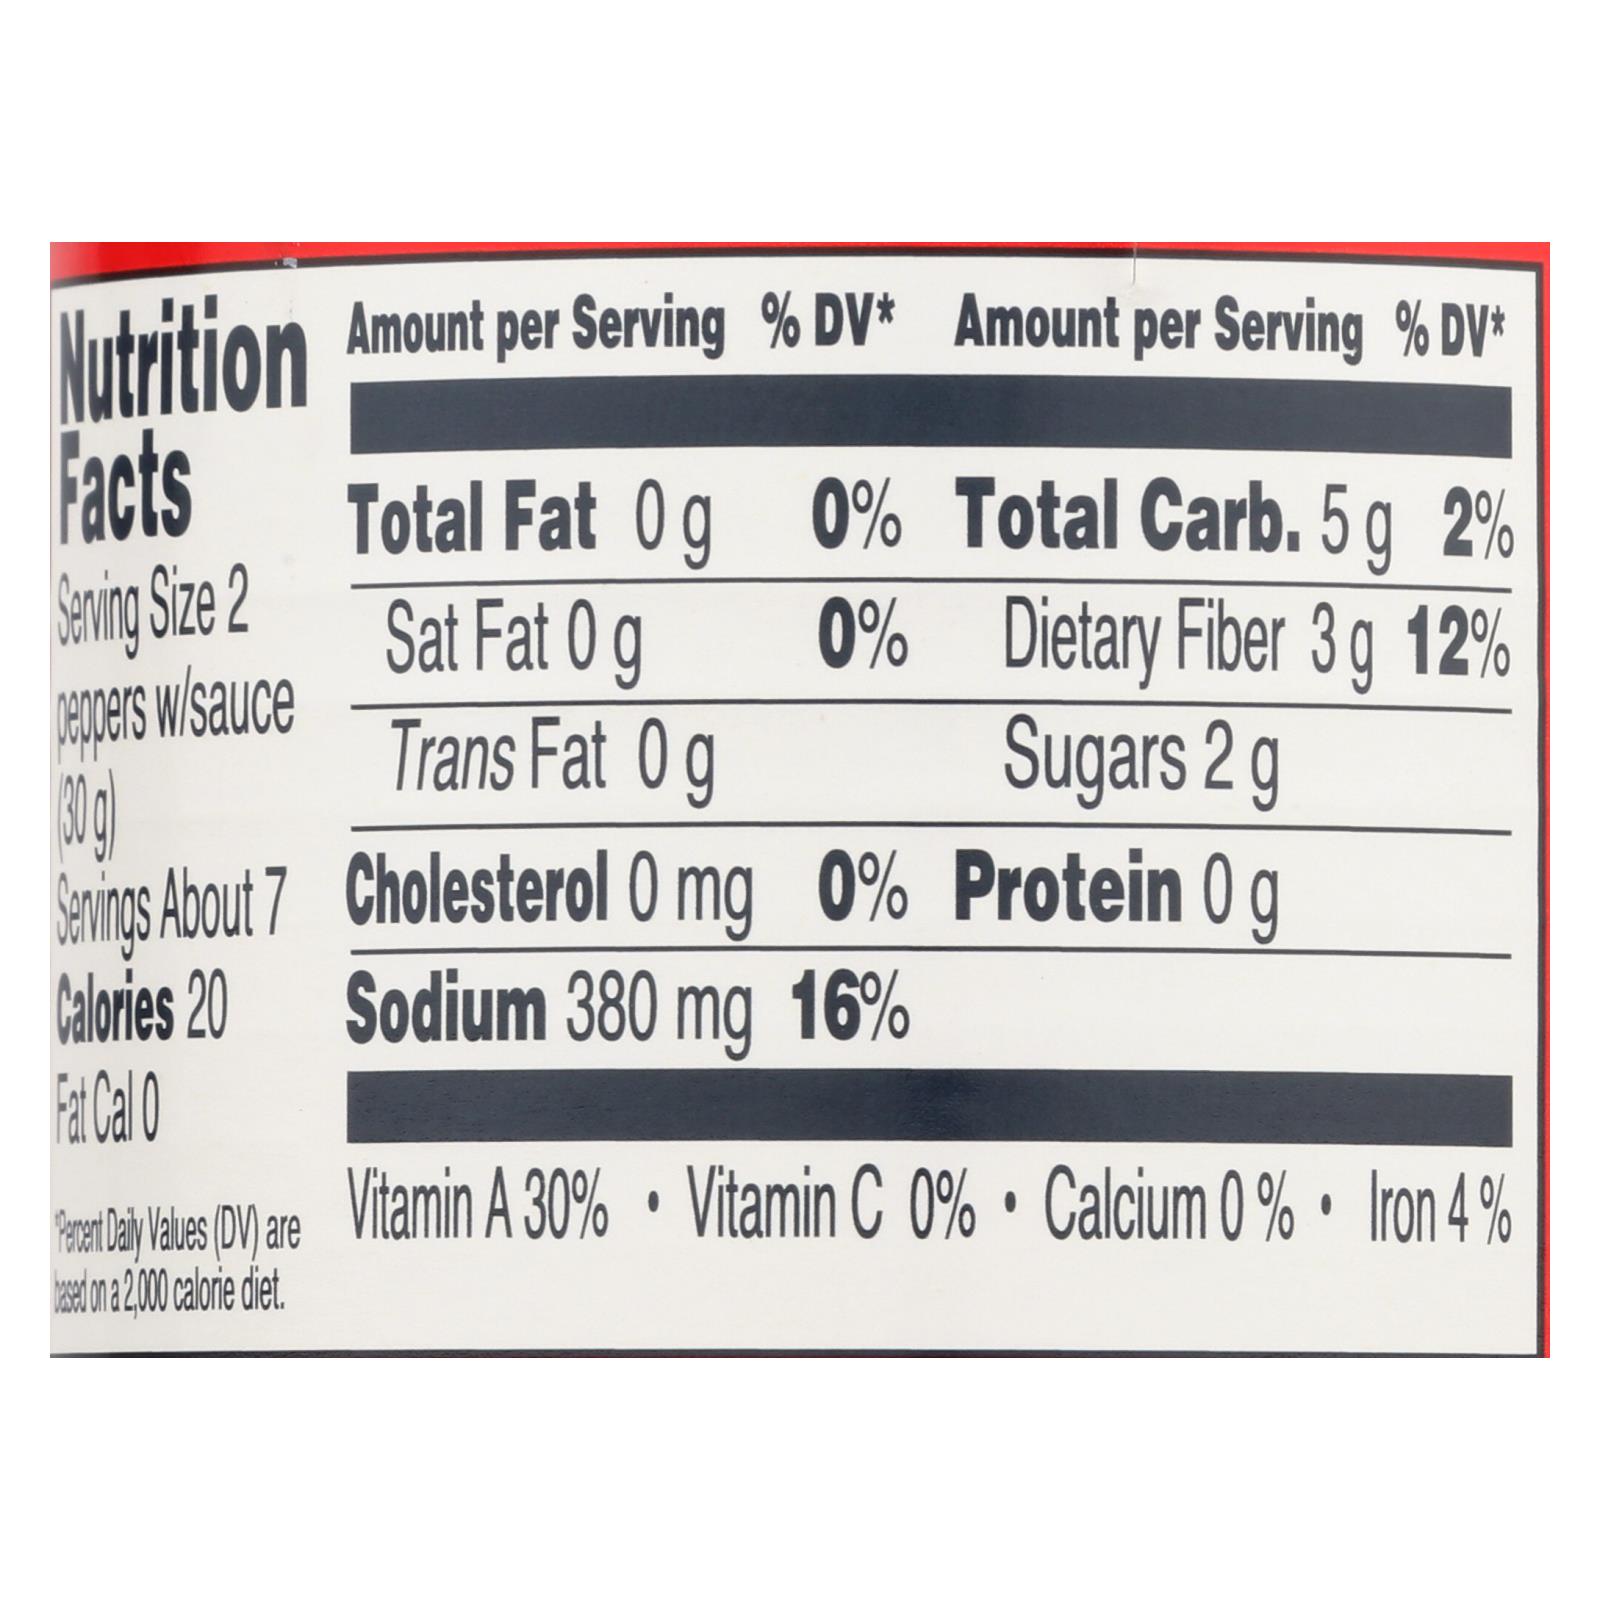 Nutrition
Facts
Serving Size 2
peppers w/sauce
(30 g)
Servings About 7
Calories 20
Fat Cal 0
*Percent Daily Values (DV) are
based on a 2,000 calorie diet.
Amount per Serving % DV* Amount per Serving % DV*
Total Fat 0 g 0% Total Carb. 5 g 2%
Sat Fat 0 g 0% Dietary Fiber 3 g 12%
Trans Fat 0 g Sugars 2 g
Cholesterol 0 mg 0% Protein 0 g
Sodium 380 mg 16%
Vitamin A 30% • Vitamin C 0% • Calcium 0 % • Iron 4 %